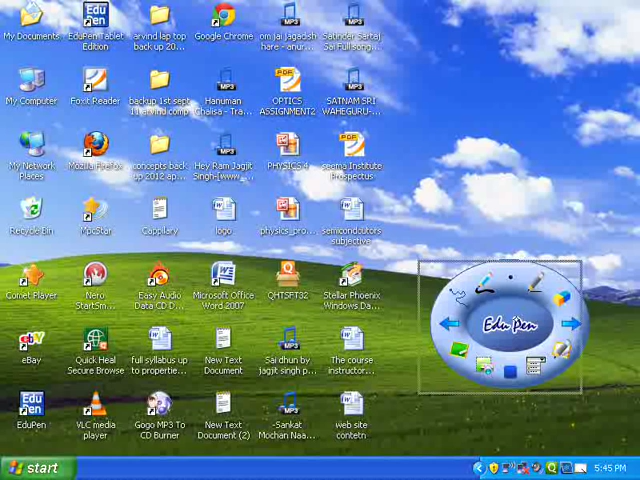 My Documents
EduPen Tablet
Edition
arvind lap top
back up 20...
Google Chrome
om jai jagadish
hare - anur...
Satinder Sartaj
Sai Full song...
My Computer
Foxit Reader
backup 1st sept
11 arvind comp
Hanuman
Chalisa - Tra...
OPTICS
ASSIGNMENT2
SATNAM SRI
WAHEGURU-...
My Network
Places
Mozilla Firefox
concepts back
up 2012 ap...
Hey Ram Jagjit
Singh-[www_...
PHYSICS 4
seema Institute
Prospectus
Recycle Bin
MpcStar
Cappilary
logo
physics_pro...
semicondcutors
subjective
Comet Player
Nero
StartSm...
Easy Audio
Data CD D...
Microsoft Office
Word 2007
QHTSFT32
Stellar Phoenix
Windows Da...
eBay
Quick Heal
Secure Browse
full syllabus up
to propertie...
New Text
Document
Sai dhun by
jagjit singh p...
The course
instructor...
EduPen
VLC media
player
Gogo MP3 To
CD Burner
New Text
Document (2)
-Sankat
Mochan Naa...
web site
contetn
Edu Pen
start
5:45 PM